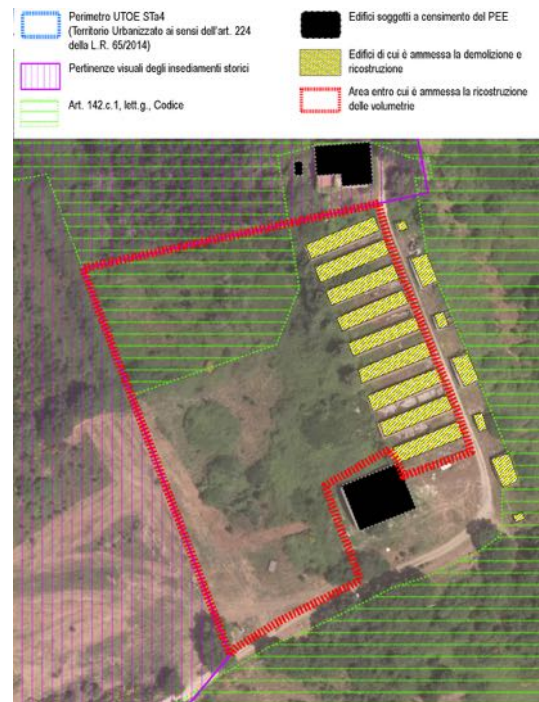 Perimetro UTOE STa4
(Territorio Urbanizzato ai sensi dell'art. 224
della L.R. 65/2014)
Pertinenze visuali degli insediamenti storici
Art. 142.c.1, lett.g., Codice
Edifici soggetti a censimento del PEE
Edifici di cui è ammessa la demolizione e
ricostruzione
Area entro cui è ammessa la ricostruzione
delle volumetrie